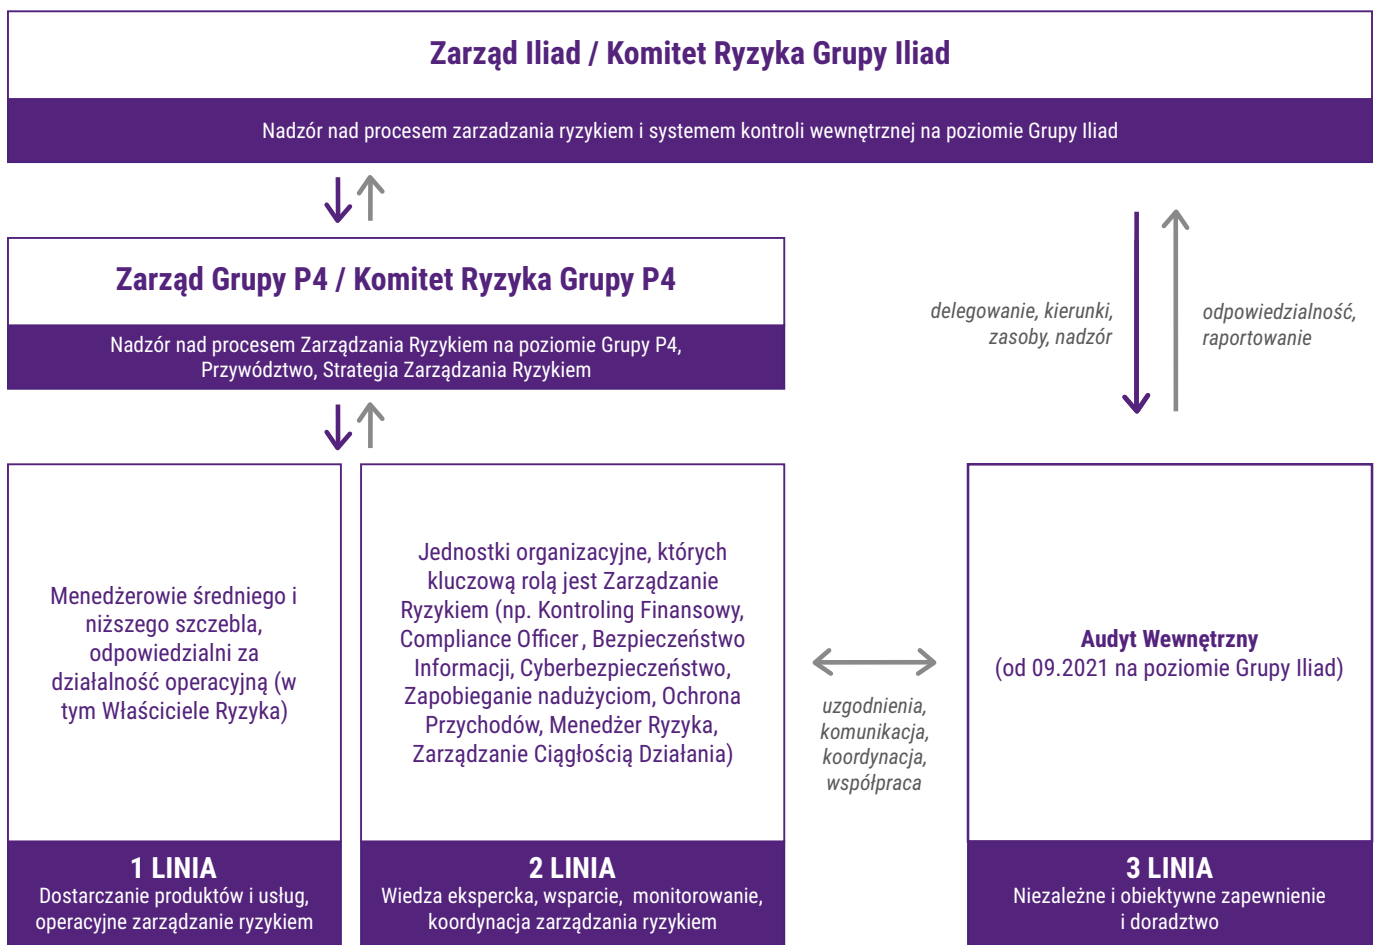 Zarząd Iliad / Komitet Ryzyka Grupy Iliad
Nadzór nad procesem zarzadzania ryzykiem i systemem kontroli wewnętrznej na poziomie Grupy Iliad
Zarząd Grupy P4 / Komitet Ryzyka Grupy P4
Nadzór nad procesem Zarządzania Ryzykiem na poziomie Grupy P4,
Przywództwo, Strategia Zarządzania Ryzykiem
delegowanie, kierunki,
zasoby, nadzór
odpowiedzialność,
raportowanie
Menedżerowie średniego i
niższego szczebla,
odpowiedzialni za
działalność operacyjną (w
tym Właściciele Ryzyka)
1 LINIA
Dostarczanie produktów i usług,
operacyjne zarządzanie ryzykiem
Jednostki organizacyjne, których
kluczową rolą jest Zarządzanie
Ryzykiem (np. Kontroling Finansowy,
Compliance Officer, Bezpieczeństwo
Informacji, Cyberbezpieczeństwo,
Zapobieganie nadużyciom, Ochrona
Przychodów, Menedżer Ryzyka,
Zarządzanie Ciągłością Działania)
2 LINIA
Wiedza ekspercka, wsparcie, monitorowanie,
koordynacja zarządzania ryzykiem
uzgodnienia,
komunikacja,
koordynacja,
współpraca
Audyt Wewnętrzny
(od 09.2021 na poziomie Grupy Iliad)
3 LINIA
Niezależne i obiektywne zapewnienie
i doradztwo